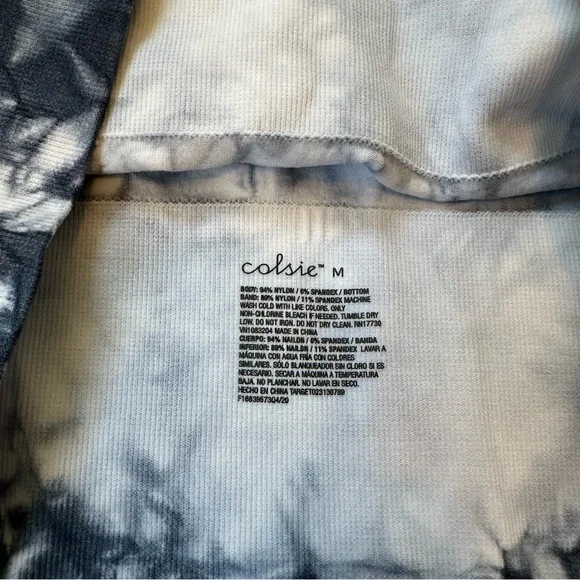 colsie™ M
BODY: 94% NYLON / 6% SPANDEX / BOTTOM
BAND: 89% NYLON / 11% SPANDEX MACHINE
WASH COLD WITH LIKE COLORS. ONLY
NON-CHLORINE BLEACH IF NEEDED. TUMBLE DRY
LOW. DO NOT IRON. DO NOT DRY CLEAN. RN17730
VN1083204 MADE IN CHINA
CUERPO: 94% NAILON / 6% SPANDEX / BANDA
INFERIOR: 89% NAILON / 11% SPANDEX LAVAR A
MÁQUINA CON AGUA FRÍA CON COLORES
SIMILARES. SÓLO BLANQUEADOR SIN CLORO SI ES
NECESARIO. SECAR A MÁQUINA A TEMPERATURA
BAJA. NO PLANCHAR. NO LAVAR EN SECO.
HECHO EN CHINA TARGET023130789
F16839573Q4/20